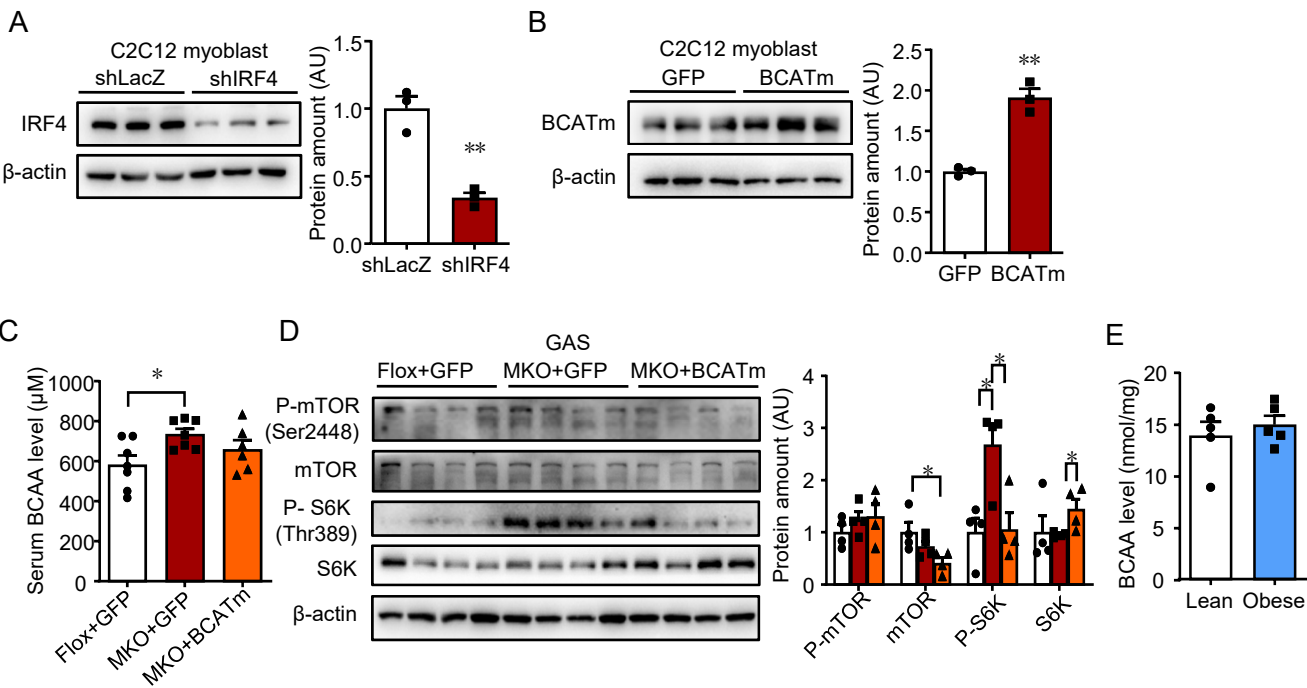 A
C2C12 myoblast
shLacZ shIRF4
IRF4
β-actin
Protein amount (AU)
1.5
1.0
0.5
0.0
**
shLacZ shIRF4
B
C2C12 myoblast
GFP BCATm
BCATm
β-actin
Protein amount (AU)
2.5
2.0
1.5
1.0
0.5
0.0
**
GFP BCATm
C
Serum BCAA level (μM)
1000
800
600
400
200
0
*
Flox+GFP
MKO+GFP
MKO+BCATm
D
GAS
Flox+GFP MKO+GFP MKO+BCATm
P-mTOR
(Ser2448)
mTOR
P- S6K
(Thr389)
S6K
β-actin
Protein amount (AU)
4
3
2
1
0
*
*
*
*
P-mTOR
mTOR
P-S6K
S6K
E
BCAA level (nmol/mg)
20
15
10
5
0
Lean Obese